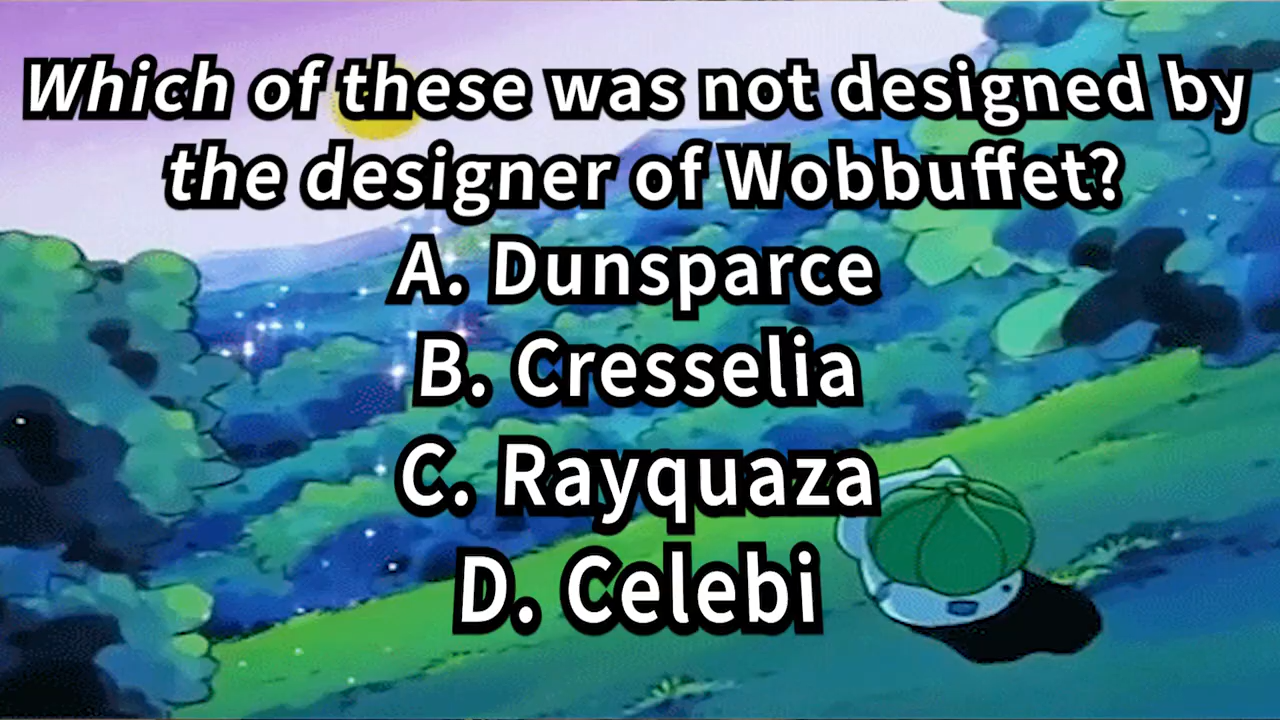 Which of these was not designed by
the designer of Wobbuffet?
A. Dunsparce
B. Cresselia
C. Rayquaza
D. Celebi